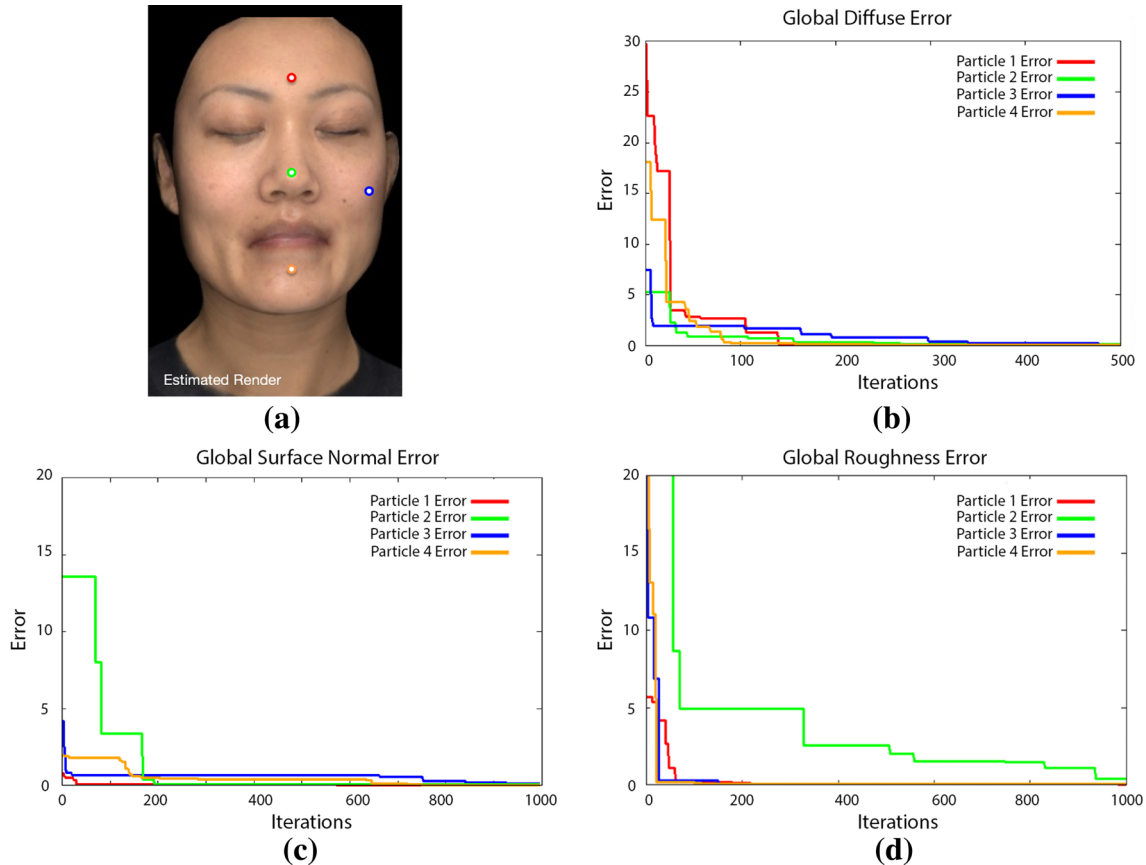 Estimated Render
(a)
Global Diffuse Error
Error
30
25
20
15
10
5
0
Particle 1 Error
Particle 2 Error
Particle 3 Error
Particle 4 Error
0 100 200 300 400 500
Iterations
(b)
Global Surface Normal Error
Error
20
15
10
5
0
Particle 1 Error
Particle 2 Error
Particle 3 Error
Particle 4 Error
0 200 400 600 800 1000
Iterations
(c)
Global Roughness Error
Error
20
15
10
5
0
Particle 1 Error
Particle 2 Error
Particle 3 Error
Particle 4 Error
0 200 400 600 800 1000
Iterations
(d)